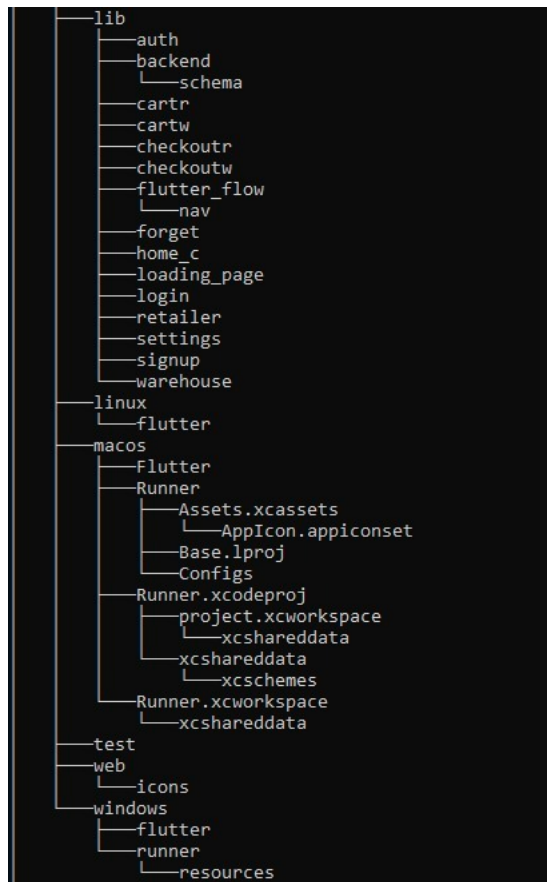 lib
auth
backend
schema
cartr
cartw
checkoutr
checkoutw
flutter_flow
nav
forget
home_c
loading_page
login
retailer
settings
signup
warehouse
linux
flutter
macos
Flutter
Runner
Assets.xcassets
AppIcon.appiconset
Base.lproj
Configs
Runner.xcodeproj
project.xcworkspace
xcshareddata
xcshareddata
xcschemes
Runner.xcworkspace
xcshareddata
test
web
icons
windows
flutter
runner
resources